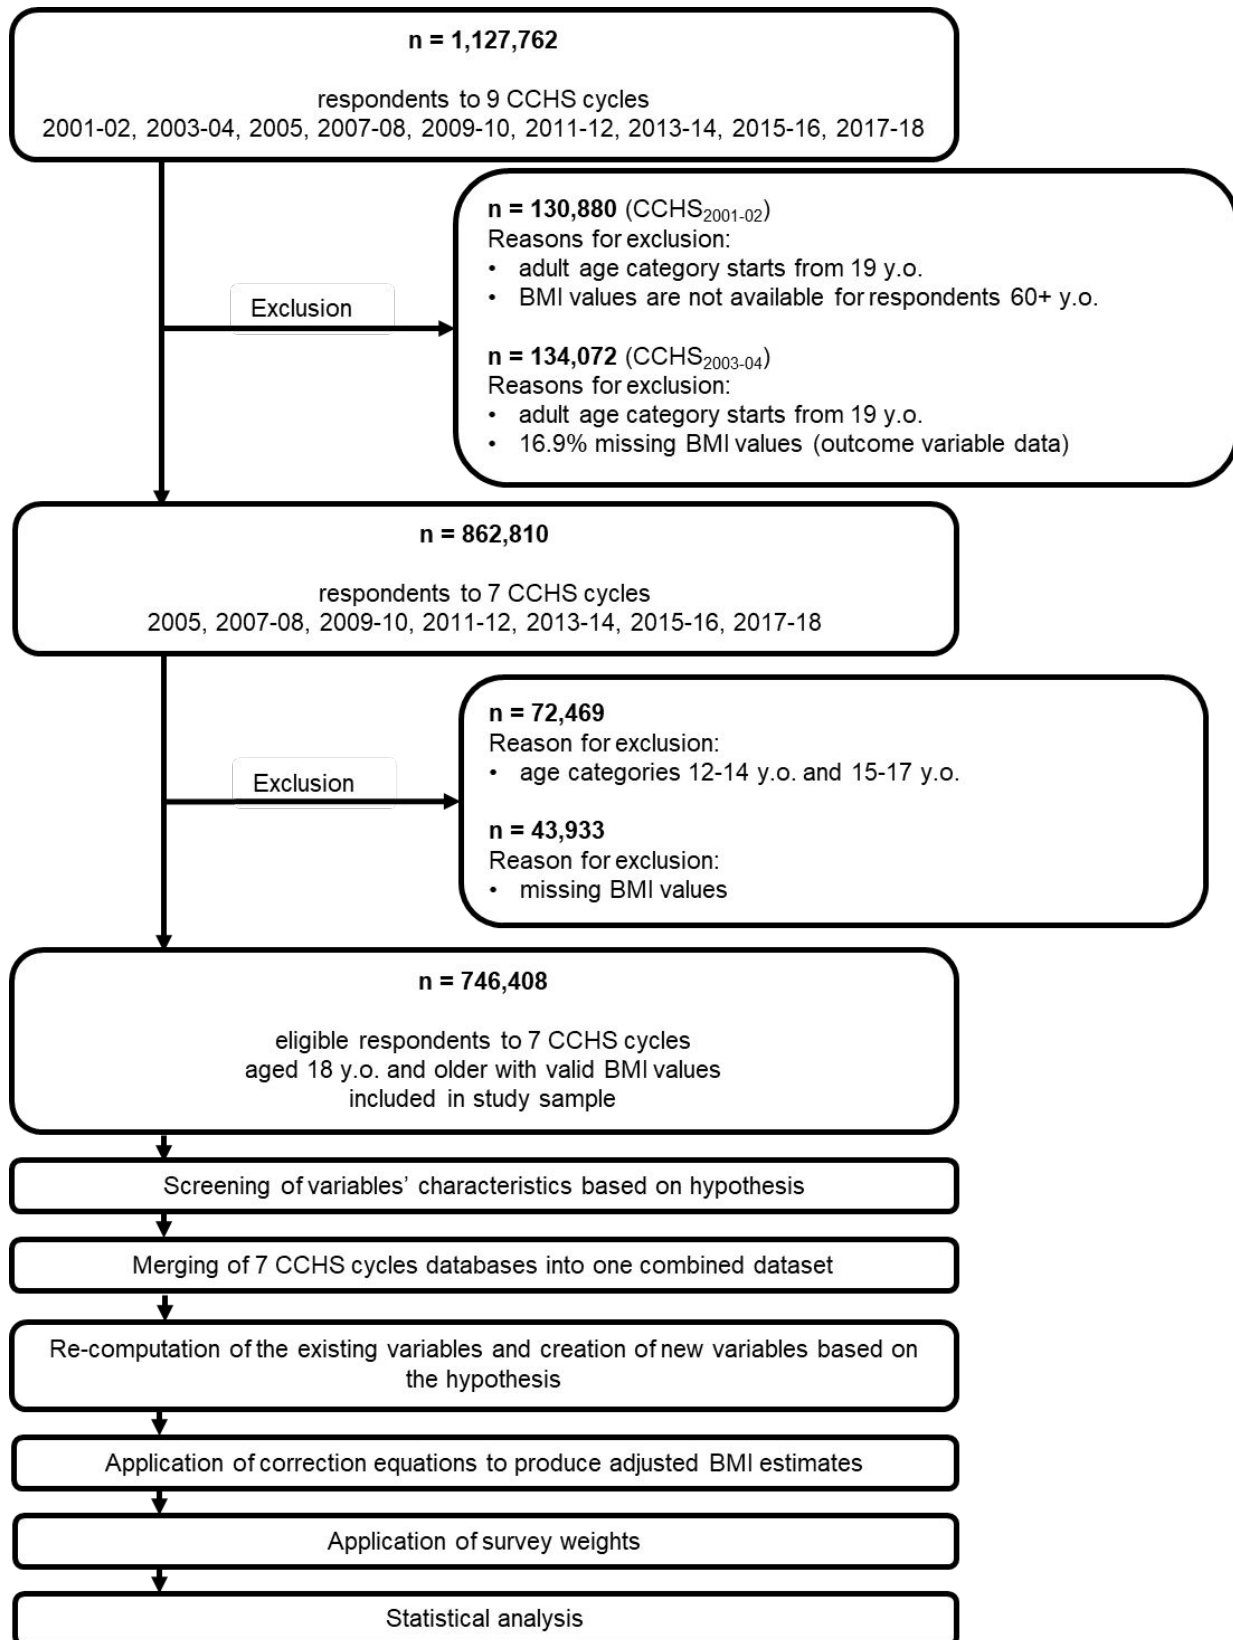 n = 1,127,762
respondents to 9 CCHS cycles
2001-02, 2003-04, 2005, 2007-08, 2009-10, 2011-12, 2013-14, 2015-16, 2017-18
n = 130,880 (CCHS2001-02)
Reasons for exclusion:
• adult age category starts from 19 y.o.
• BMI values are not available for respondents 60+ y.o.
Exclusion
n = 134,072 (CCHS2003-04)
Reasons for exclusion:
• adult age category starts from 19 y.o.
• 16.9% missing BMI values (outcome variable data)
n = 862,810
respondents to 7 CCHS cycles
2005, 2007-08, 2009-10, 2011-12, 2013-14, 2015-16, 2017-18
n = 72,469
Reason for exclusion:
• age categories 12-14 y.o. and 15-17 y.o.
Exclusion
n = 43,933
Reason for exclusion:
• missing BMI values
n = 746,408
eligible respondents to 7 CCHS cycles
aged 18 y.o. and older with valid BMI values
included in study sample
Screening of variables’ characteristics based on hypothesis
Merging of 7 CCHS cycles databases into one combined dataset
Re-computation of the existing variables and creation of new variables based on
the hypothesis
Application of correction equations to produce adjusted BMI estimates
Application of survey weights
Statistical analysis